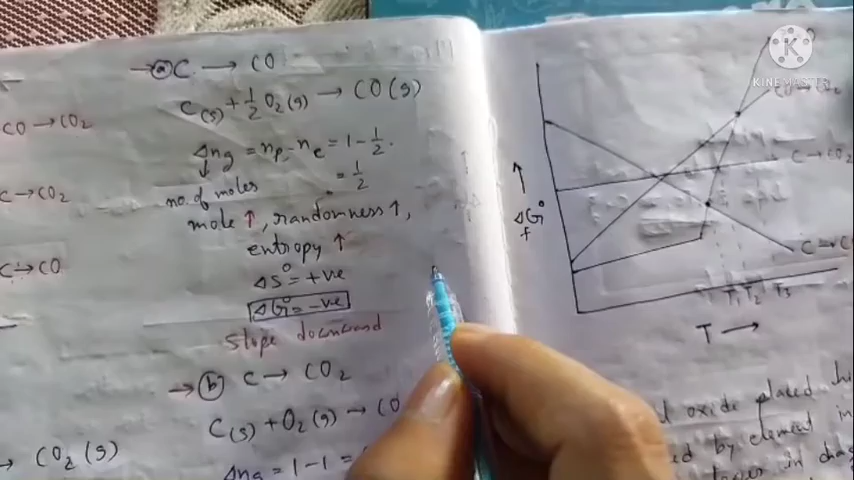 CO → CO₂
C → CO₂
C → CO
→ CO₂(g)
→ⓐ C → CO
C(s) + 1/2 O₂(g) → CO(g)
Δng = np - ne = 1 - 1/2.
= 1/2
no. of moles
mole ↑, randomness ↑,
entropy ↑
ΔS° = +ve
ΔG° = -ve
slope downward
→ ⓑ C → CO₂
C(s) + O₂(g) → CO
Δng = 1 - 1 =
KINEMASTER
C → CO₂
↑
ΔG°f
T₁ T₂ T₃
T →
oxide placed
by element in